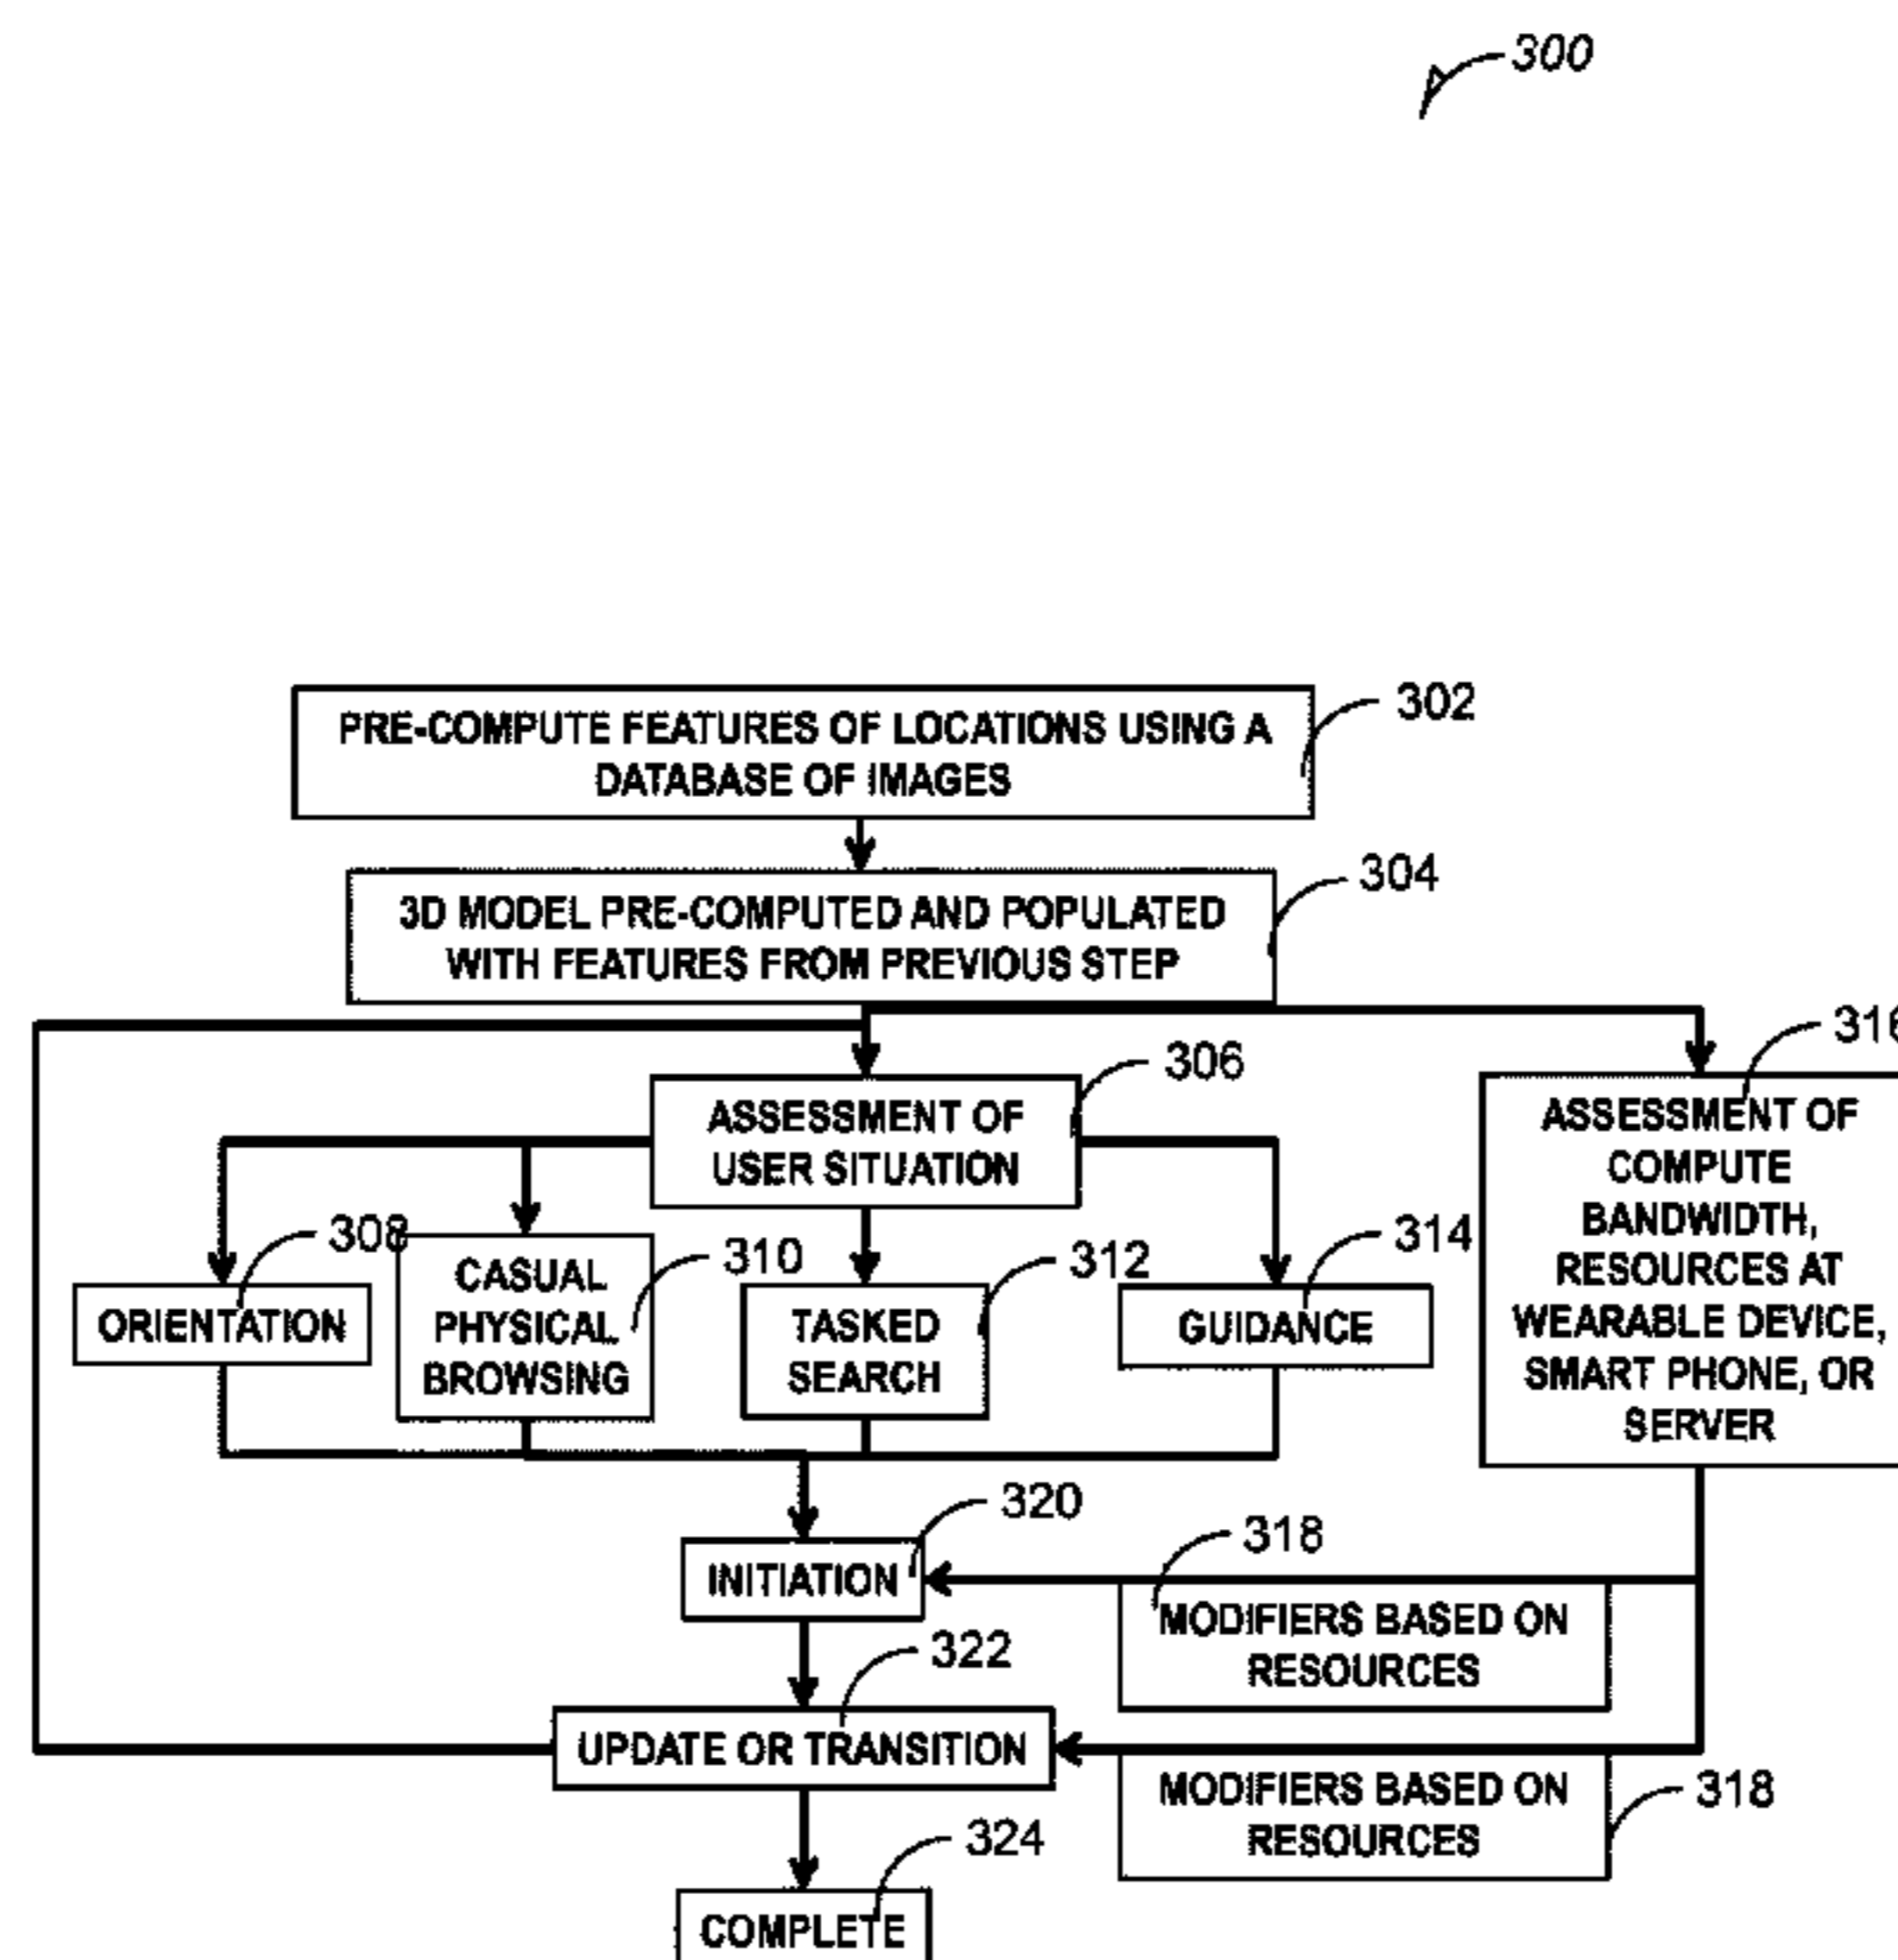 300
302
PRE-COMPUTE FEATURES OF LOCATIONS USING A
DATABASE OF IMAGES
304
3D MODEL PRE-COMPUTED AND POPULATED
WITH FEATURES FROM PREVIOUS STEP
306
ASSESSMENT OF
USER SITUATION
316
ASSESSMENT OF
COMPUTE
BANDWIDTH,
RESOURCES AT
WEARABLE DEVICE,
SMART PHONE, OR
SERVER
308
ORIENTATION
310
CASUAL
PHYSICAL
BROWSING
312
TASKED
SEARCH
314
GUIDANCE
320
INITIATION
318
MODIFIERS BASED ON
RESOURCES
322
UPDATE OR TRANSITION
MODIFIERS BASED ON
RESOURCES
318
324
COMPLETE